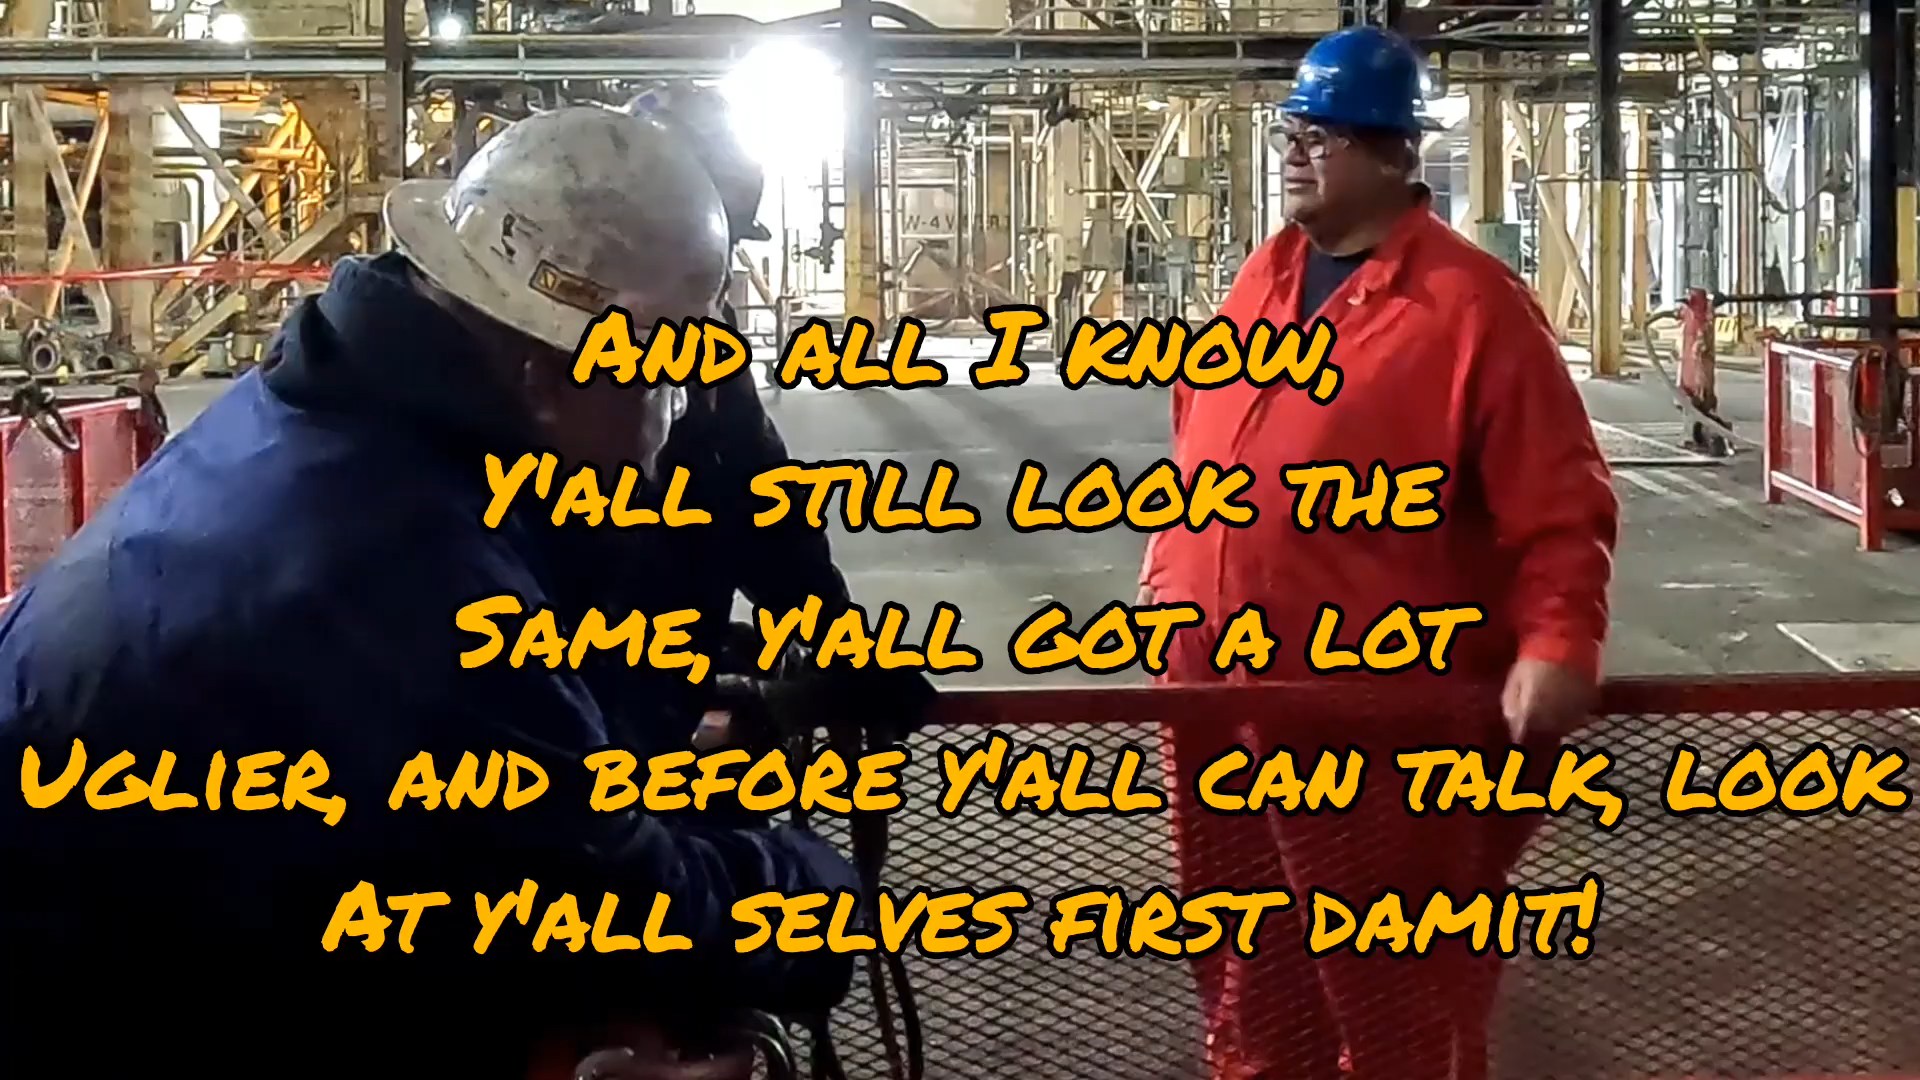 W-4 
And all I know,
Y'all still look the
Same, y'all got a lot
Uglier, and before y'all can talk, look
At y'all selves first damit!